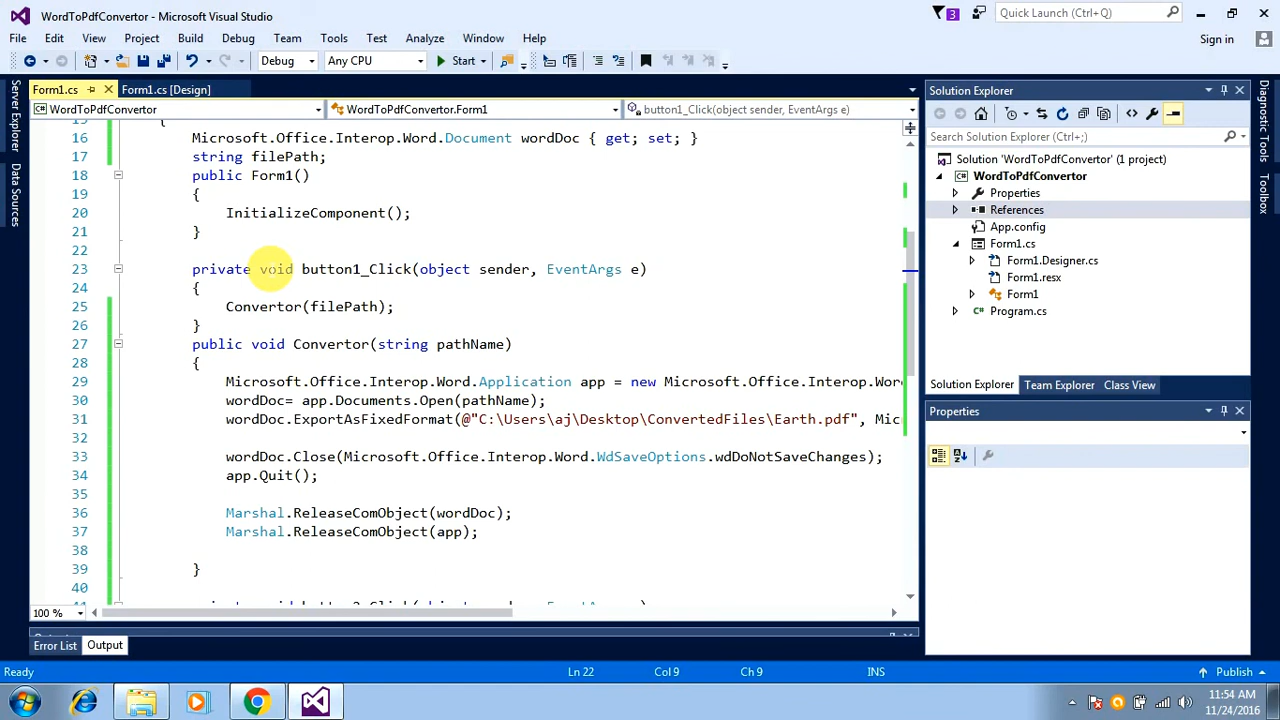 WordToPdfConvertor - Microsoft Visual Studio
3
Quick Launch (Ctrl+Q)
File Edit View Project Build Debug Team Tools Test Analyze Window Help
Sign in
Debug Any CPU Start
Form1.cs Form1.cs [Design]
WordToPdfConvertor WordToPdfConvertor.Form1 button1_Click(object sender, EventArgs e)
Server Explorer
Data Sources
16 Microsoft.Office.Interop.Word.Document wordDoc { get; set; }
17 string filePath;
18 public Form1()
19 {
20 InitializeComponent();
21 }
22
23 private void button1_Click(object sender, EventArgs e)
24 {
25 Convertor(filePath);
26 }
27 public void Convertor(string pathName)
28 {
29 Microsoft.Office.Interop.Word.Application app = new Microsoft.Office.Interop.Wor
30 wordDoc= app.Documents.Open(pathName);
31 wordDoc.ExportAsFixedFormat(@"C:\Users\aj\Desktop\ConvertedFiles\Earth.pdf", Mic
32
33 wordDoc.Close(Microsoft.Office.Interop.Word.WdSaveOptions.wdDoNotSaveChanges);
34 app.Quit();
35
36 Marshal.ReleaseComObject(wordDoc);
37 Marshal.ReleaseComObject(app);
38
39 }
40
100 %
Error List Output
Solution Explorer
Search Solution Explorer (Ctrl+;)
Solution 'WordToPdfConvertor' (1 project)
WordToPdfConvertor
Properties
References
App.config
Form1.cs
Form1.Designer.cs
Form1.resx
Form1
Program.cs
Solution Explorer Team Explorer Class View
Properties
Diagnostic Tools
Toolbox
Ready Ln 22 Col 9 Ch 9 INS Publish
11:54 AM
11/24/2016